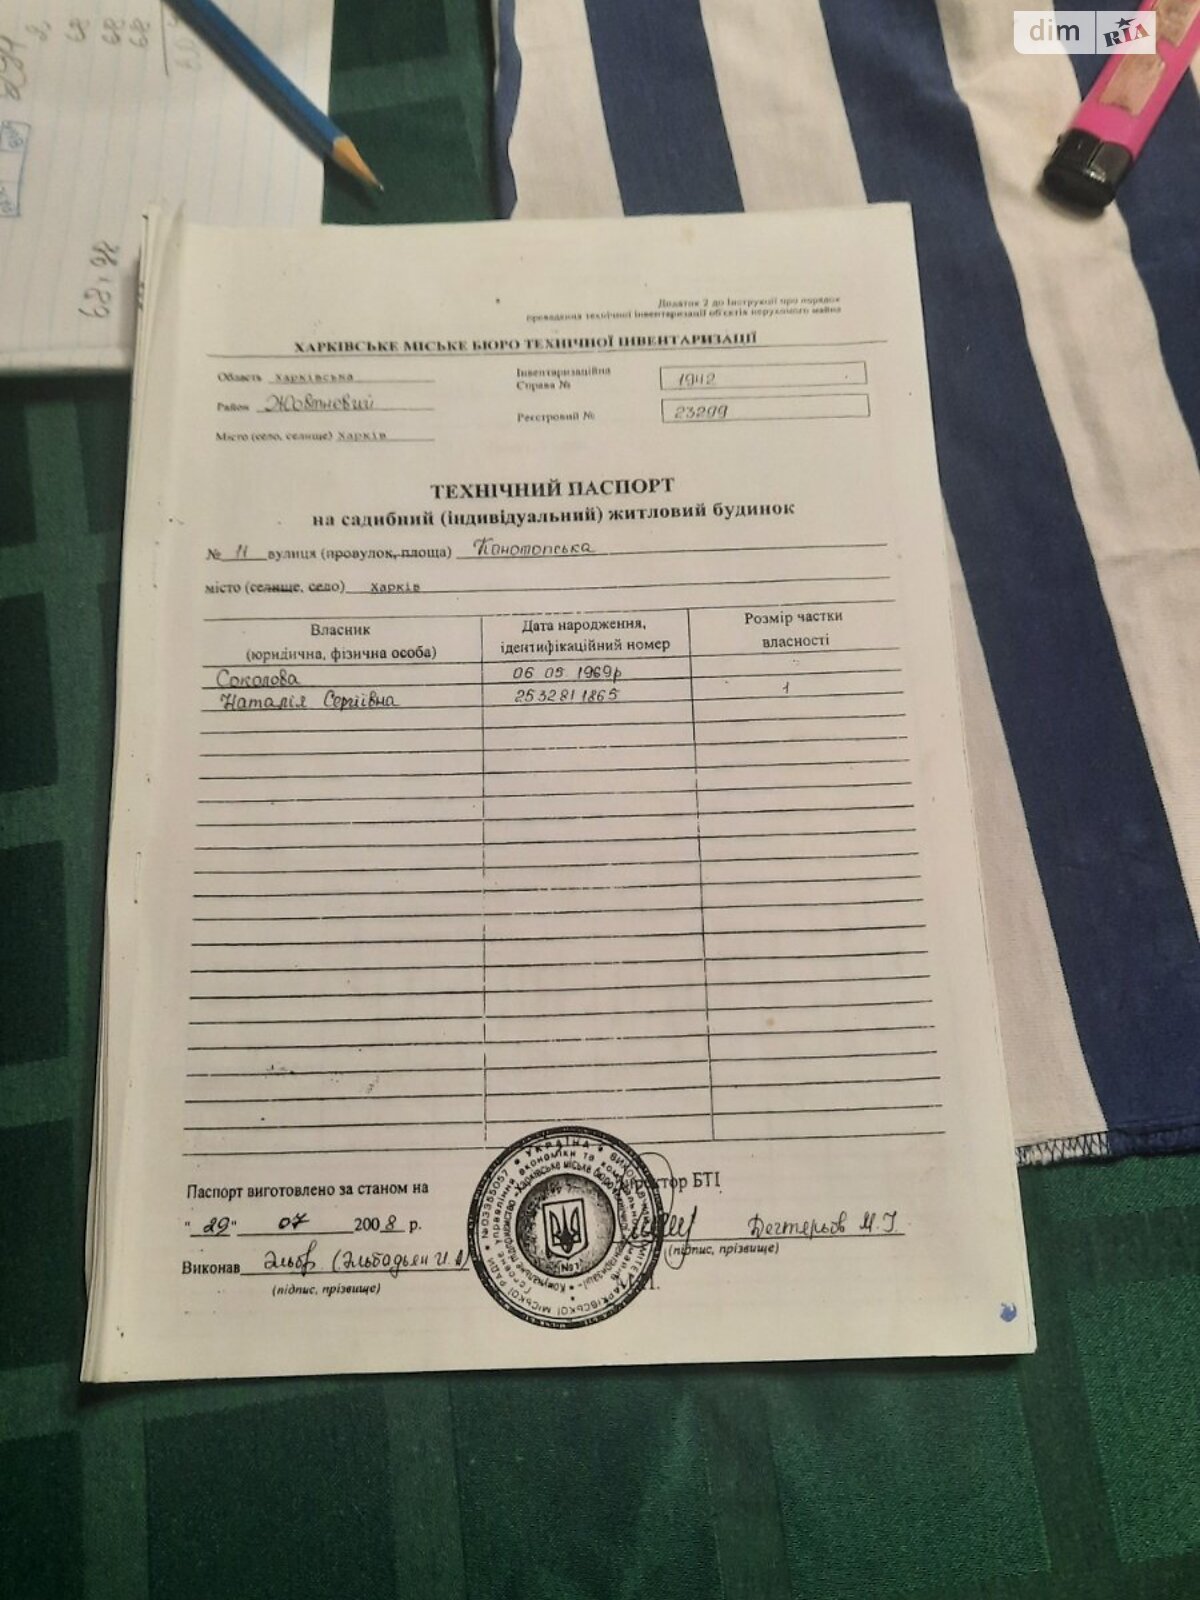 dim RIA
Додаток 2 до Інструкції про порядок
проведення технічної інвентаризації об'єктів нерухомого майна
ХАРКІВСЬКЕ МІСЬКЕ БЮРО ТЕХНІЧНОЇ ІНВЕНТАРИЗАЦІЇ
Область Харківська
Інвентаризаційна
Справа № 1942
Район Жовтневий
Реєстровий № 23299
Місто (село, селище) Харків
ТЕХНІЧНИЙ ПАСПОРТ
на садибний (індивідуальний) житловий будинок
№ 11 вулиця (провулок, площа) Конотопська
місто (селище, село) Харків
Власник
(юридична, фізична особа)
Дата народження,
ідентифікаційний номер
Розмір частки
власності
Соколова 06 05 1969р
Наталія Сергіївна 2532811865 1
Паспорт виготовлено за станом на
"29" 07 2008 р.
Директор БТІ
Дегтерьов М.І.
(підпис, прізвище)
Виконав
(підпис, прізвище)
УКРАЇНА
№1